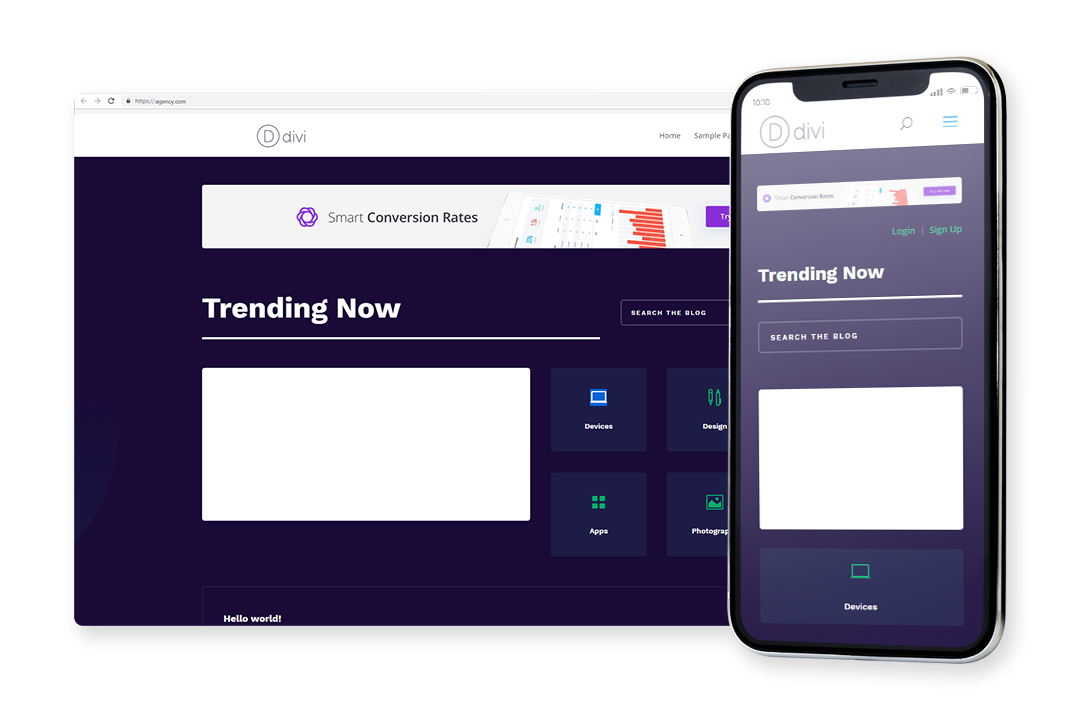 https://agency.com
D divi
Home Sample Pa
Smart Conversion Rates
Try
Trending Now
SEARCH THE BLOG
Devices
Design
Apps
Photograp
Hello world!
10:10
D divi
Smart Conversion Rates
Login | Sign Up
Trending Now
SEARCH THE BLOG
Devices